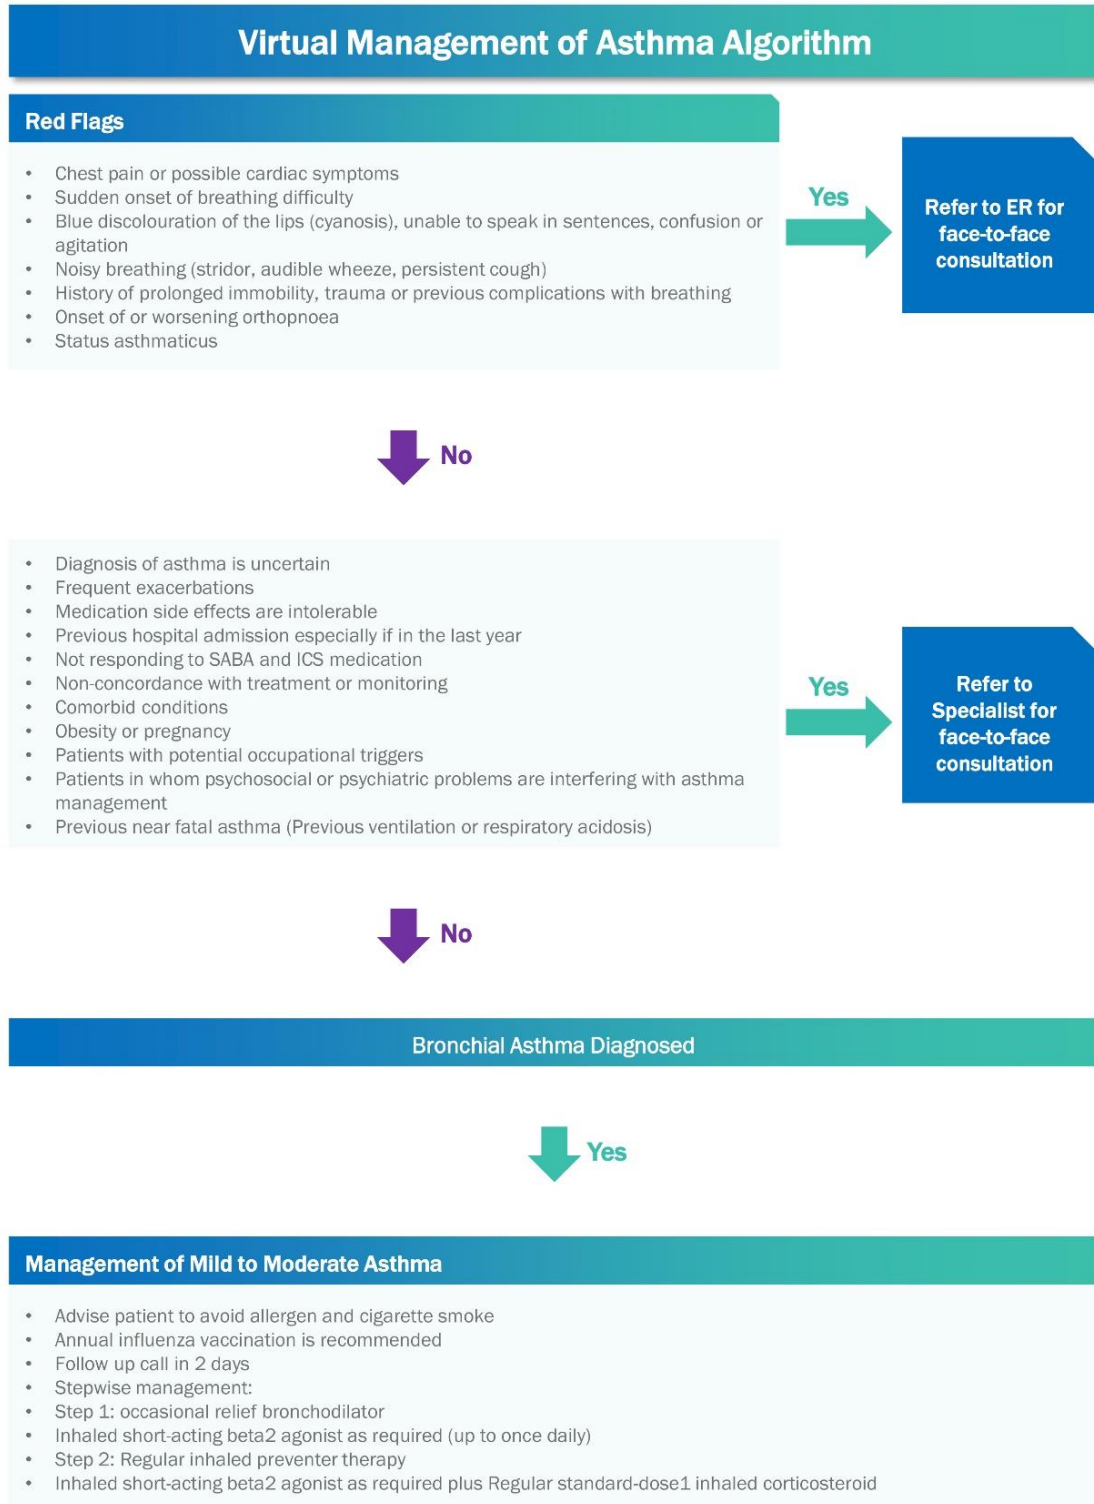 Virtual Management of Asthma Algorithm
Red Flags
• Chest pain or possible cardiac symptoms
• Sudden onset of breathing difficulty
• Blue discolouration of the lips (cyanosis), unable to speak in sentences, confusion or
agitation
• Noisy breathing (stridor, audible wheeze, persistent cough)
• History of prolonged immobility, trauma or previous complications with breathing
• Onset of or worsening orthopnoea
• Status asthmaticus
Yes
Refer to ER for
face-to-face
consultation
No
• Diagnosis of asthma is uncertain
• Frequent exacerbations
• Medication side effects are intolerable
• Previous hospital admission especially if in the last year
• Not responding to SABA and ICS medication
• Non-concordance with treatment or monitoring
• Comorbid conditions
• Obesity or pregnancy
• Patients with potential occupational triggers
• Patients in whom psychosocial or psychiatric problems are interfering with asthma
management
• Previous near fatal asthma (Previous ventilation or respiratory acidosis)
Yes
Refer to
Specialist for
face-to-face
consultation
No
Bronchial Asthma Diagnosed
Yes
Management of Mild to Moderate Asthma
• Advise patient to avoid allergen and cigarette smoke
• Annual influenza vaccination is recommended
• Follow up call in 2 days
• Stepwise management:
• Step 1: occasional relief bronchodilator
• Inhaled short-acting beta2 agonist as required (up to once daily)
• Step 2: Regular inhaled preventer therapy
• Inhaled short-acting beta2 agonist as required plus Regular standard-dose1 inhaled corticosteroid